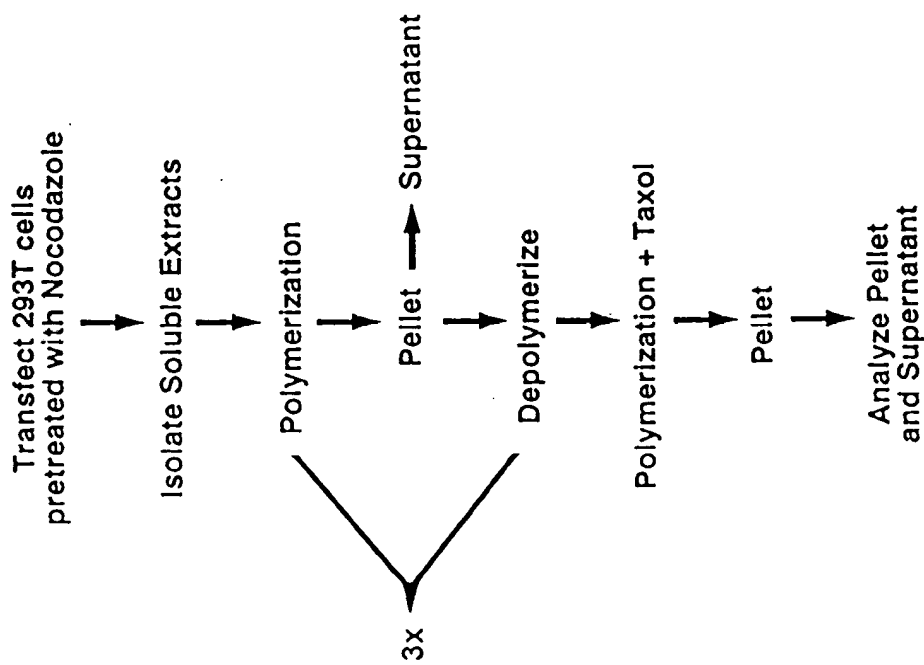 Transfect 293T cells
pretreated with Nocodazole
Isolate Soluble Extracts
Polymerization
Pellet
Supernatant
3x
Depolymerize
Polymerization + Taxol
Pellet
Analyze Pellet
and Supernatant